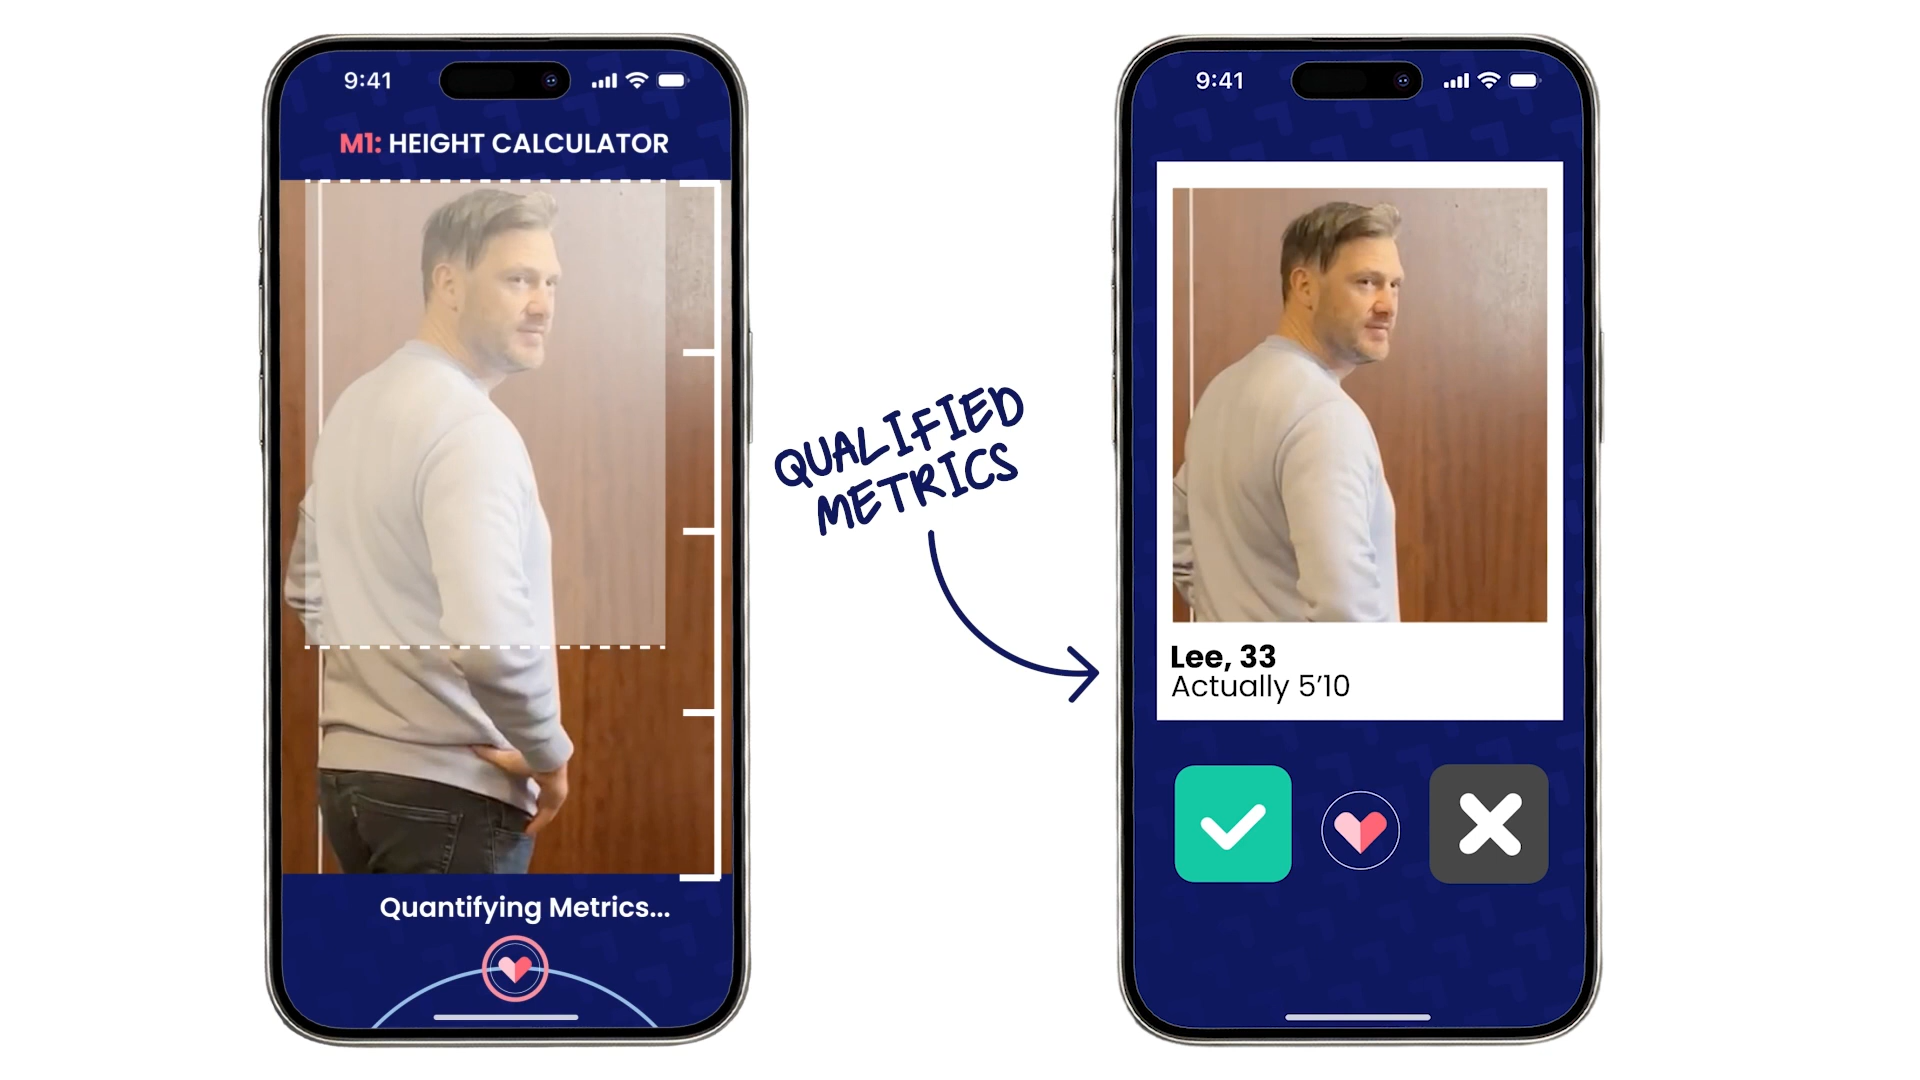 9:41
M1: HEIGHT CALCULATOR
Quantifying Metrics...
QUALIFIED
METRICS
9:41
Lee, 33
Actually 5'10